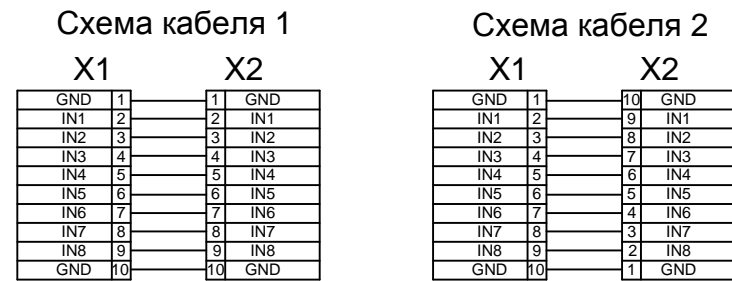 Схема кабеля 1
X1 X2
GND 1 1 GND
IN1 2 2 IN1
IN2 3 3 IN2
IN3 4 4 IN3
IN4 5 5 IN4
IN5 6 6 IN5
IN6 7 7 IN6
IN7 8 8 IN7
IN8 9 9 IN8
GND 10 10 GND
Схема кабеля 2
X1 X2
GND 1 10 GND
IN1 2 9 IN1
IN2 3 8 IN2
IN3 4 7 IN3
IN4 5 6 IN4
IN5 6 5 IN5
IN6 7 4 IN6
IN7 8 3 IN7
IN8 9 2 IN8
GND 10 1 GND